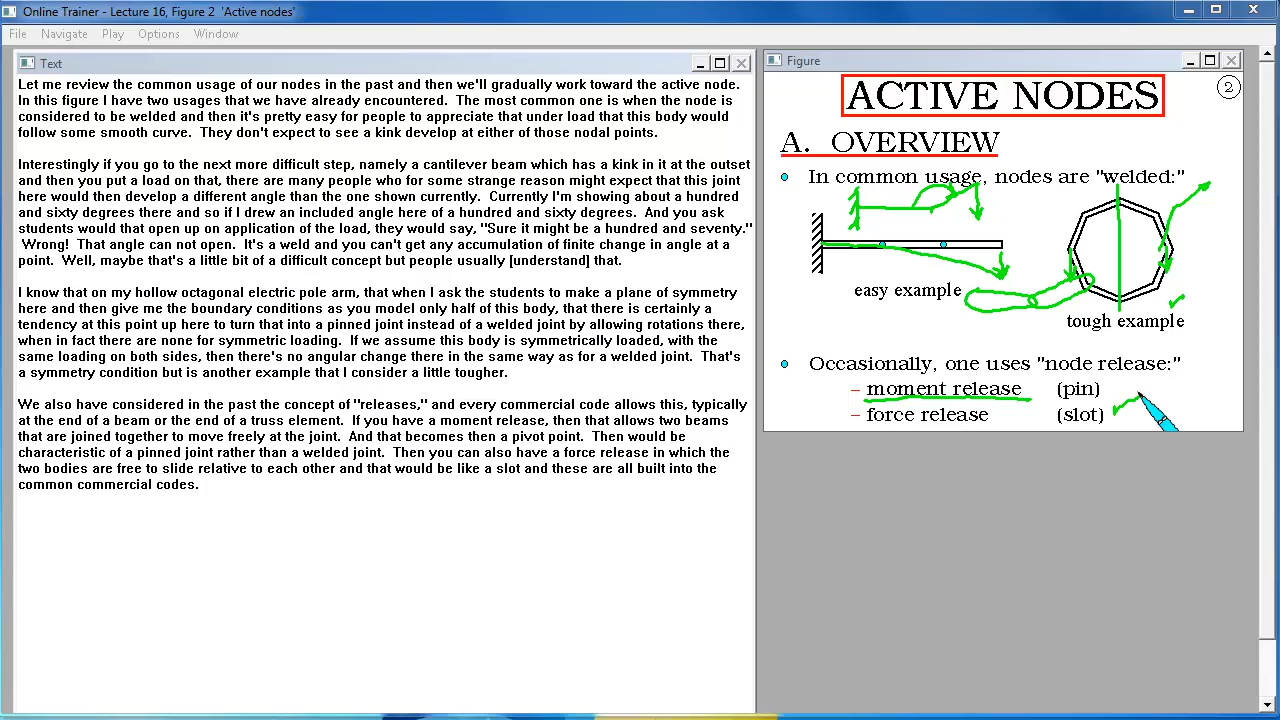 Online Trainer - Lecture 16, Figure 2 'Active nodes'
File Navigate Play Options Window
Text
Let me review the common usage of our nodes in the past and then we'll gradually work toward the active node.
In this figure I have two usages that we have already encountered. The most common one is when the node is
considered to be welded and then it's pretty easy for people to appreciate that under load that this body would
follow some smooth curve. They don't expect to see a kink develop at either of those nodal points.
Interestingly if you go to the next more difficult step, namely a cantilever beam which has a kink in it at the outset
and then you put a load on that, there are many people who for some strange reason might expect that this joint
here would then develop a different angle than the one shown currently. Currently I'm showing about a hundred
and sixty degrees there and so if I drew an included angle here of a hundred and sixty degrees. And you ask
students would that open up on application of the load, they would say, "Sure it might be a hundred and seventy."
Wrong! That angle can not open. It's a weld and you can't get any accumulation of finite change in angle at a
point. Well, maybe that's a little bit of a difficult concept but people usually [understand] that.
I know that on my hollow octagonal electric pole arm, that when I ask the students to make a plane of symmetry
here and then give me the boundary conditions as you model only half of this body, that there is certainly a
tendency at this point up here to turn that into a pinned joint instead of a welded joint by allowing rotations there,
when in fact there are none for symmetric loading. If we assume this body is symmetrically loaded, with the
same loading on both sides, then there's no angular change there in the same way as for a welded joint. That's
a symmetry condition but is another example that I consider a little tougher.
We also have considered in the past the concept of "releases," and every commercial code allows this, typically
at the end of a beam or the end of a truss element. If you have a moment release, then that allows two beams
that are joined together to move freely at the joint. And that becomes then a pivot point. Then would be
characteristic of a pinned joint rather than a welded joint. Then you can also have a force release in which the
two bodies are free to slide relative to each other and that would be like a slot and these are all built into the
common commercial codes.
Figure
ACTIVE NODES
2
A. OVERVIEW
In common usage, nodes are "welded:"
easy example
tough example
Occasionally, one uses "node release:"
– moment release (pin)
– force release (slot)